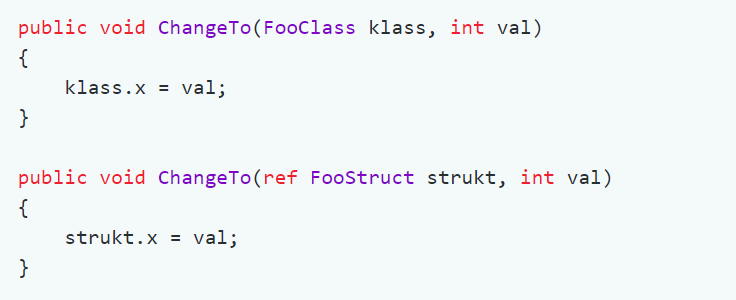 public void ChangeTo(FooClass klass, int val)
{
    klass.x = val;
}

public void ChangeTo(ref FooStruct strukt, int val)
{
    strukt.x = val;
}